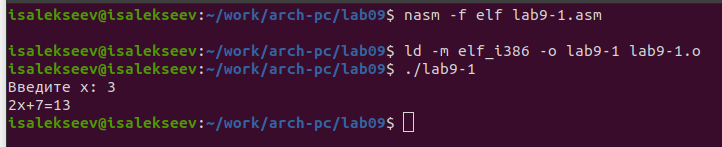 isalekseev@isalekseev:~/work/arch-pc/lab09$ nasm -f elf lab9-1.asm
isalekseev@isalekseev:~/work/arch-pc/lab09$ ld -m elf_i386 -o lab9-1 lab9-1.o
isalekseev@isalekseev:~/work/arch-pc/lab09$ ./lab9-1
Введите x: 3
2x+7=13
isalekseev@isalekseev:~/work/arch-pc/lab09$